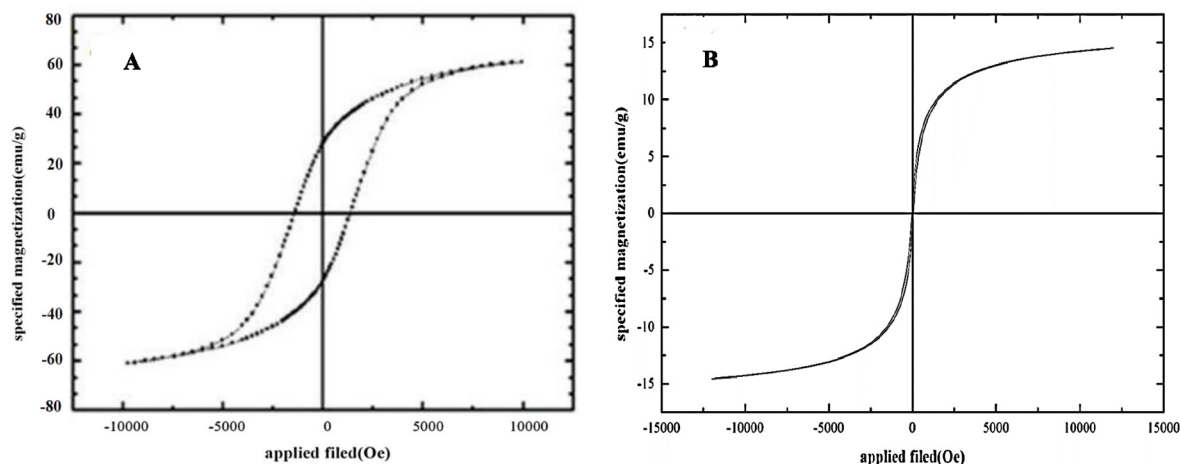 A
80
60
40
20
0
-20
-40
-60
-80
-10000 -5000 0 5000 10000
specified magnetization(emu/g)
applied filed(Oe)
B
15
10
5
0
-5
-10
-15
-15000 -10000 -5000 0 5000 10000 15000
specified magnetization(emu/g)
applied filed(Oe)